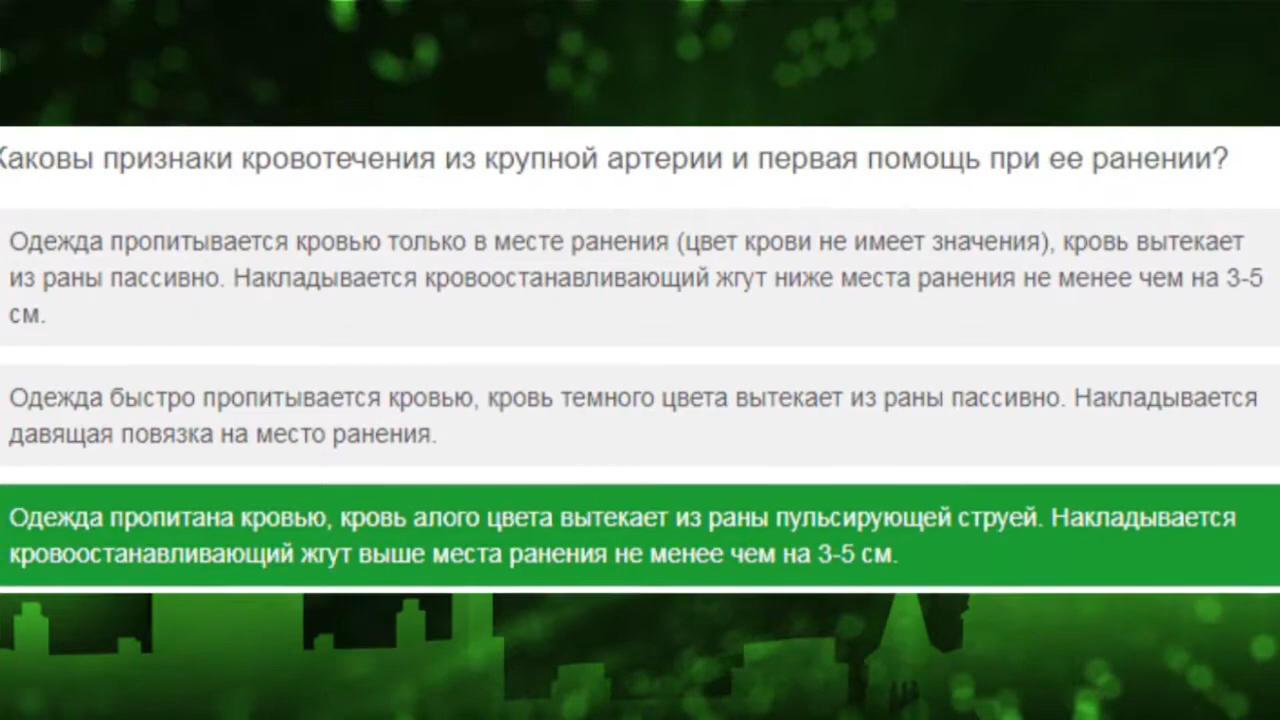 Каковы признаки кровотечения из крупной артерии и первая помощь при ее ранении?
Одежда пропитывается кровью только в месте ранения (цвет крови не имеет значения), кровь вытекает
из раны пассивно. Накладывается кровоостанавливающий жгут ниже места ранения не менее чем на 3-5
см.
Одежда быстро пропитывается кровью, кровь темного цвета вытекает из раны пассивно. Накладывается
давящая повязка на место ранения.
Одежда пропитана кровью, кровь алого цвета вытекает из раны пульсирующей струей. Накладывается
кровоостанавливающий жгут выше места ранения не менее чем на 3-5 см.